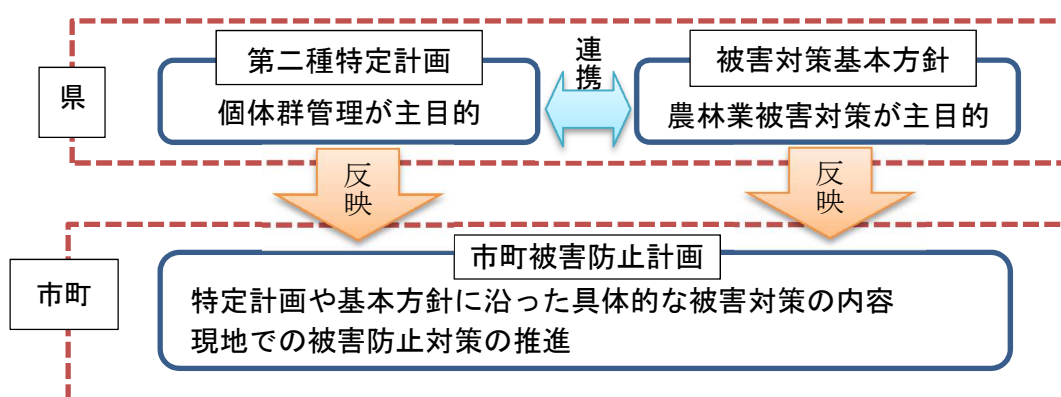 県
第二種特定計画
個体群管理が主目的
連携
被害対策基本方針
農林業被害対策が主目的
反映
反映
市町
市町被害防止計画
特定計画や基本方針に沿った具体的な被害対策の内容
現地での被害防止対策の推進